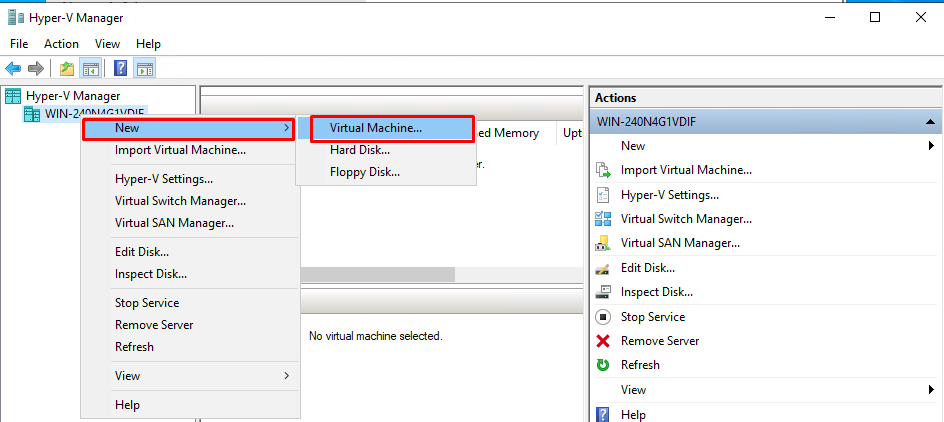 Hyper-V Manager
File Action View Help
Hyper-V Manager
WIN-240N4G1VDIF
New
Import Virtual Machine...
Hyper-V Settings...
Virtual Switch Manager...
Virtual SAN Manager...
Edit Disk...
Inspect Disk...
Stop Service
Remove Server
Refresh
View
Help
Virtual Machine...
Hard Disk...
Floppy Disk...
Memory
No virtual machine selected.
Actions
WIN-240N4G1VDIF
New
Import Virtual Machine...
Hyper-V Settings...
Virtual Switch Manager...
Virtual SAN Manager...
Edit Disk...
Inspect Disk...
Stop Service
Remove Server
Refresh
View
Help